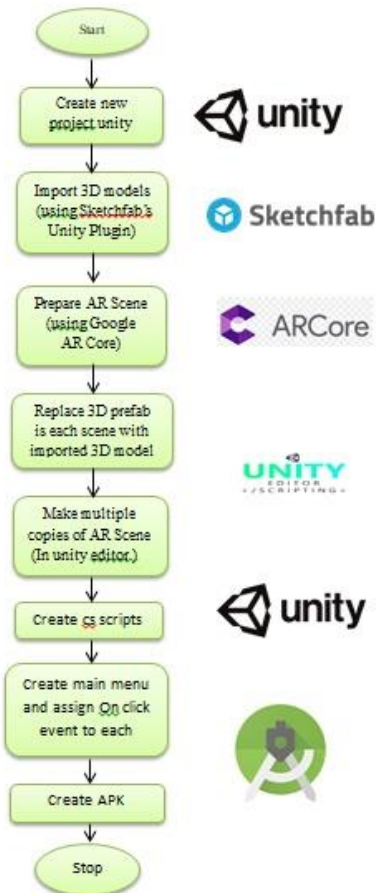 Start
Create new
project unity
unity
Import 3D models
(using Sketchfab's
Unity Plugin)
Sketchfab
Prepare AR Scene
(using Google
AR Core)
ARCore
Replace 3D prefab
is each scene with
imported 3D model
UNITY
EDITOR
</SCRIPTING>
Make multiple
copies of AR Scene
(In unity editor.)
Create cs scripts
unity
Create main menu
and assign On click
event to each
Create APK
Stop